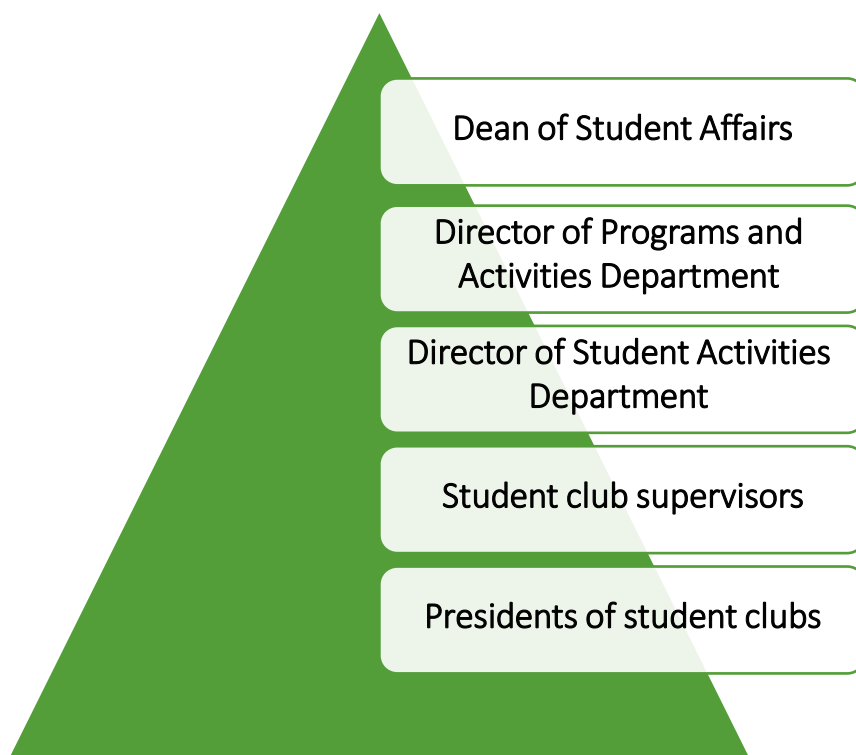 Dean of Student Affairs
Director of Programs and
Activities Department
Director of Student Activities
Department
Student club supervisors
Presidents of student clubs